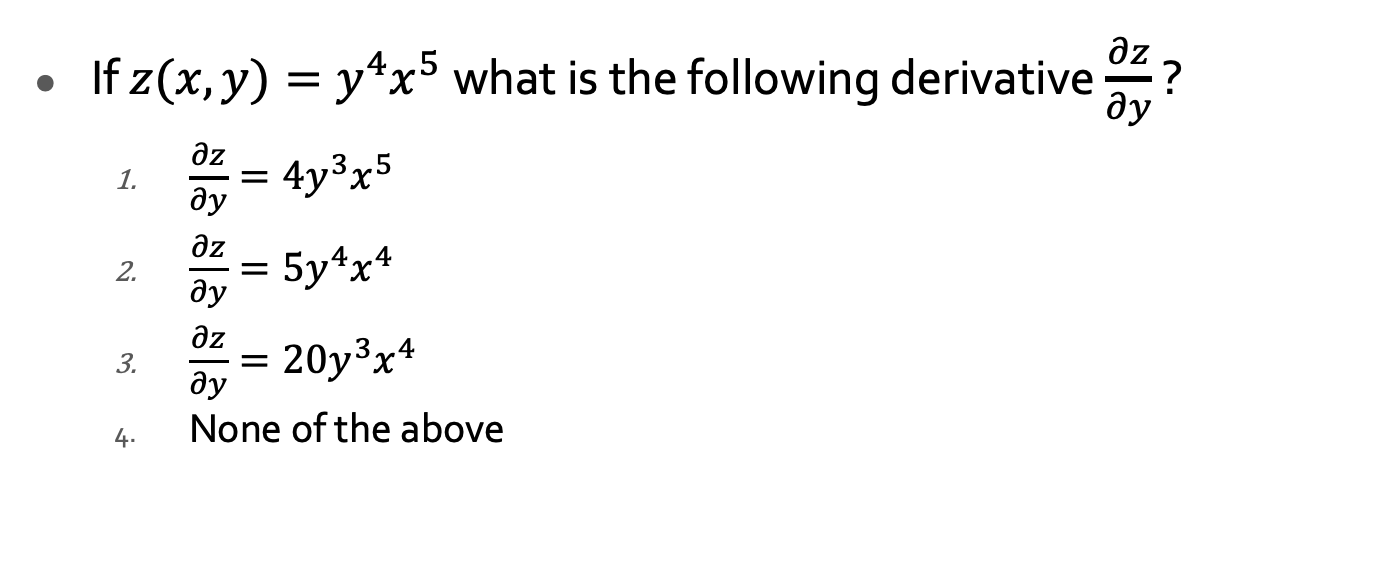 • If z(x, y) = y⁴x⁵ what is the following derivative ∂z/∂y ?
1. ∂z/∂y = 4y³x⁵
2. ∂z/∂y = 5y⁴x⁴
3. ∂z/∂y = 20y³x⁴
4. None of the above